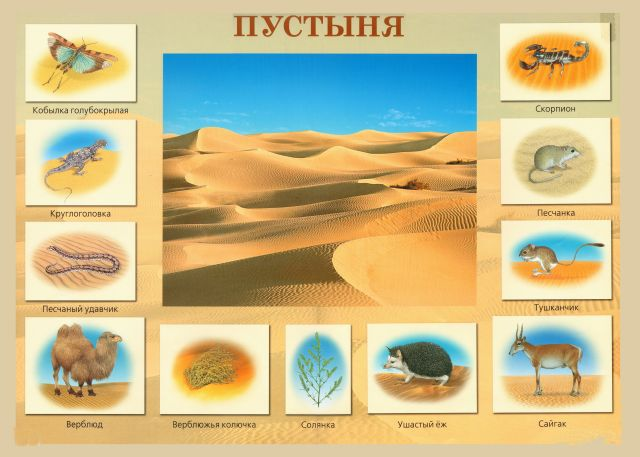 ПУСТЫНЯ
Кобылка голубокрылая
Скорпион
Круглоголовка
Песчанка
Песчаный удавчик
Тушканчик
Верблюд
Верблюжья колючка
Солянка
Ушастый ёж
Сайгак